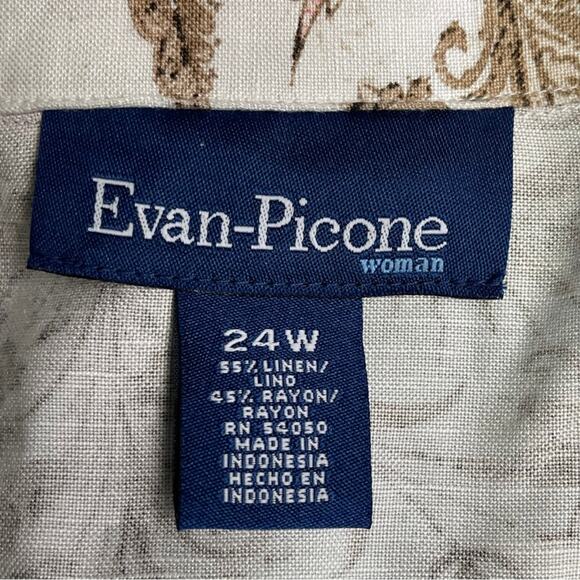 Evan-Picone
woman
24W
55% LINEN/
LINO
45% RAYON/
RAYON
RN 54050
MADE IN
INDONESIA
HECHO EN
INDONESIA